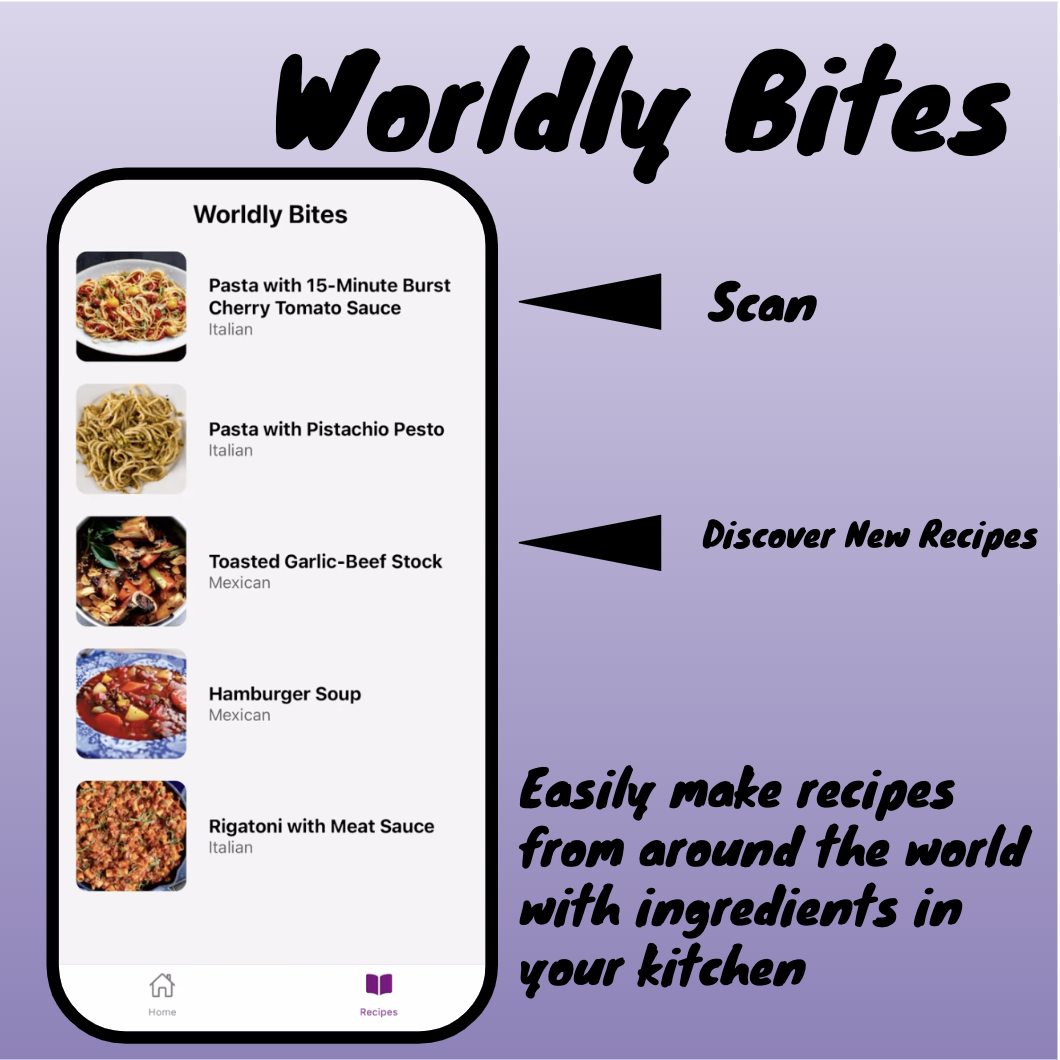 Worldly Bites
Worldly Bites
Pasta with 15-Minute Burst
Cherry Tomato Sauce
Italian
Pasta with Pistachio Pesto
Italian
Toasted Garlic-Beef Stock
Mexican
Hamburger Soup
Mexican
Rigatoni with Meat Sauce
Italian
Home
Recipes
Scan
Discover New Recipes
Easily make recipes
from around the world
with ingredients in
your kitchen